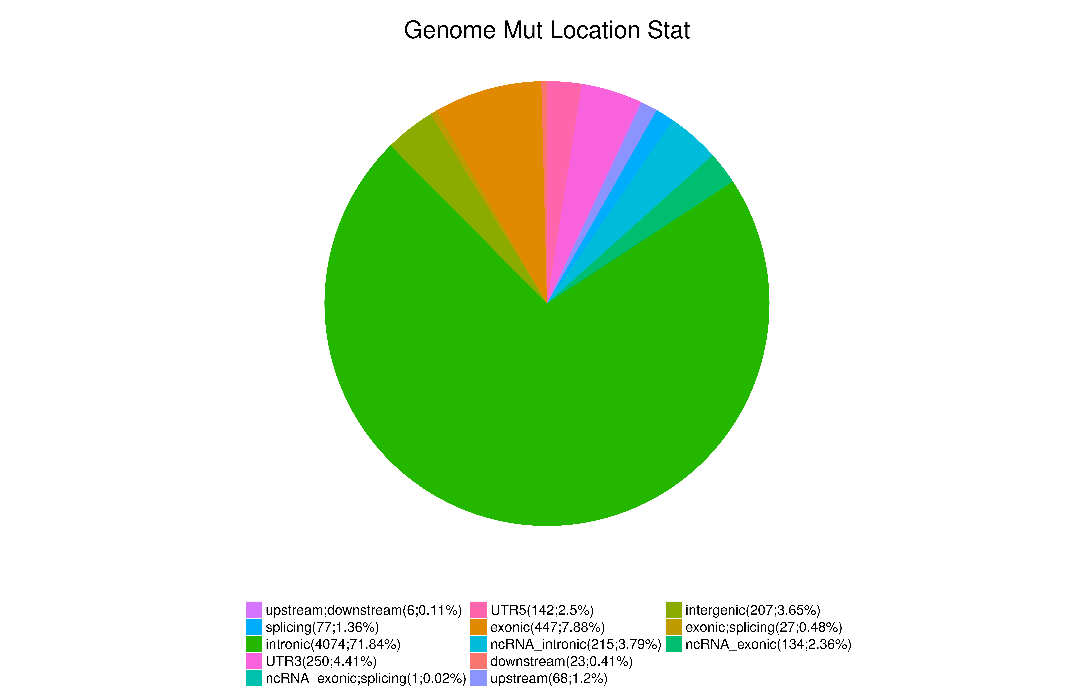 Genome Mut Location Stat
upstream;downstream(6;0.11%) UTR5(142;2.5%) intergenic(207;3.65%)
splicing(77;1.36%) exonic(447;7.88%) exonic;splicing(27;0.48%)
intronic(4074;71.84%) ncRNA_intronic(215;3.79%) ncRNA_exonic(134;2.36%)
UTR3(250;4.41%) downstream(23;0.41%)
ncRNA_exonic;splicing(1;0.02%) upstream(68;1.2%)